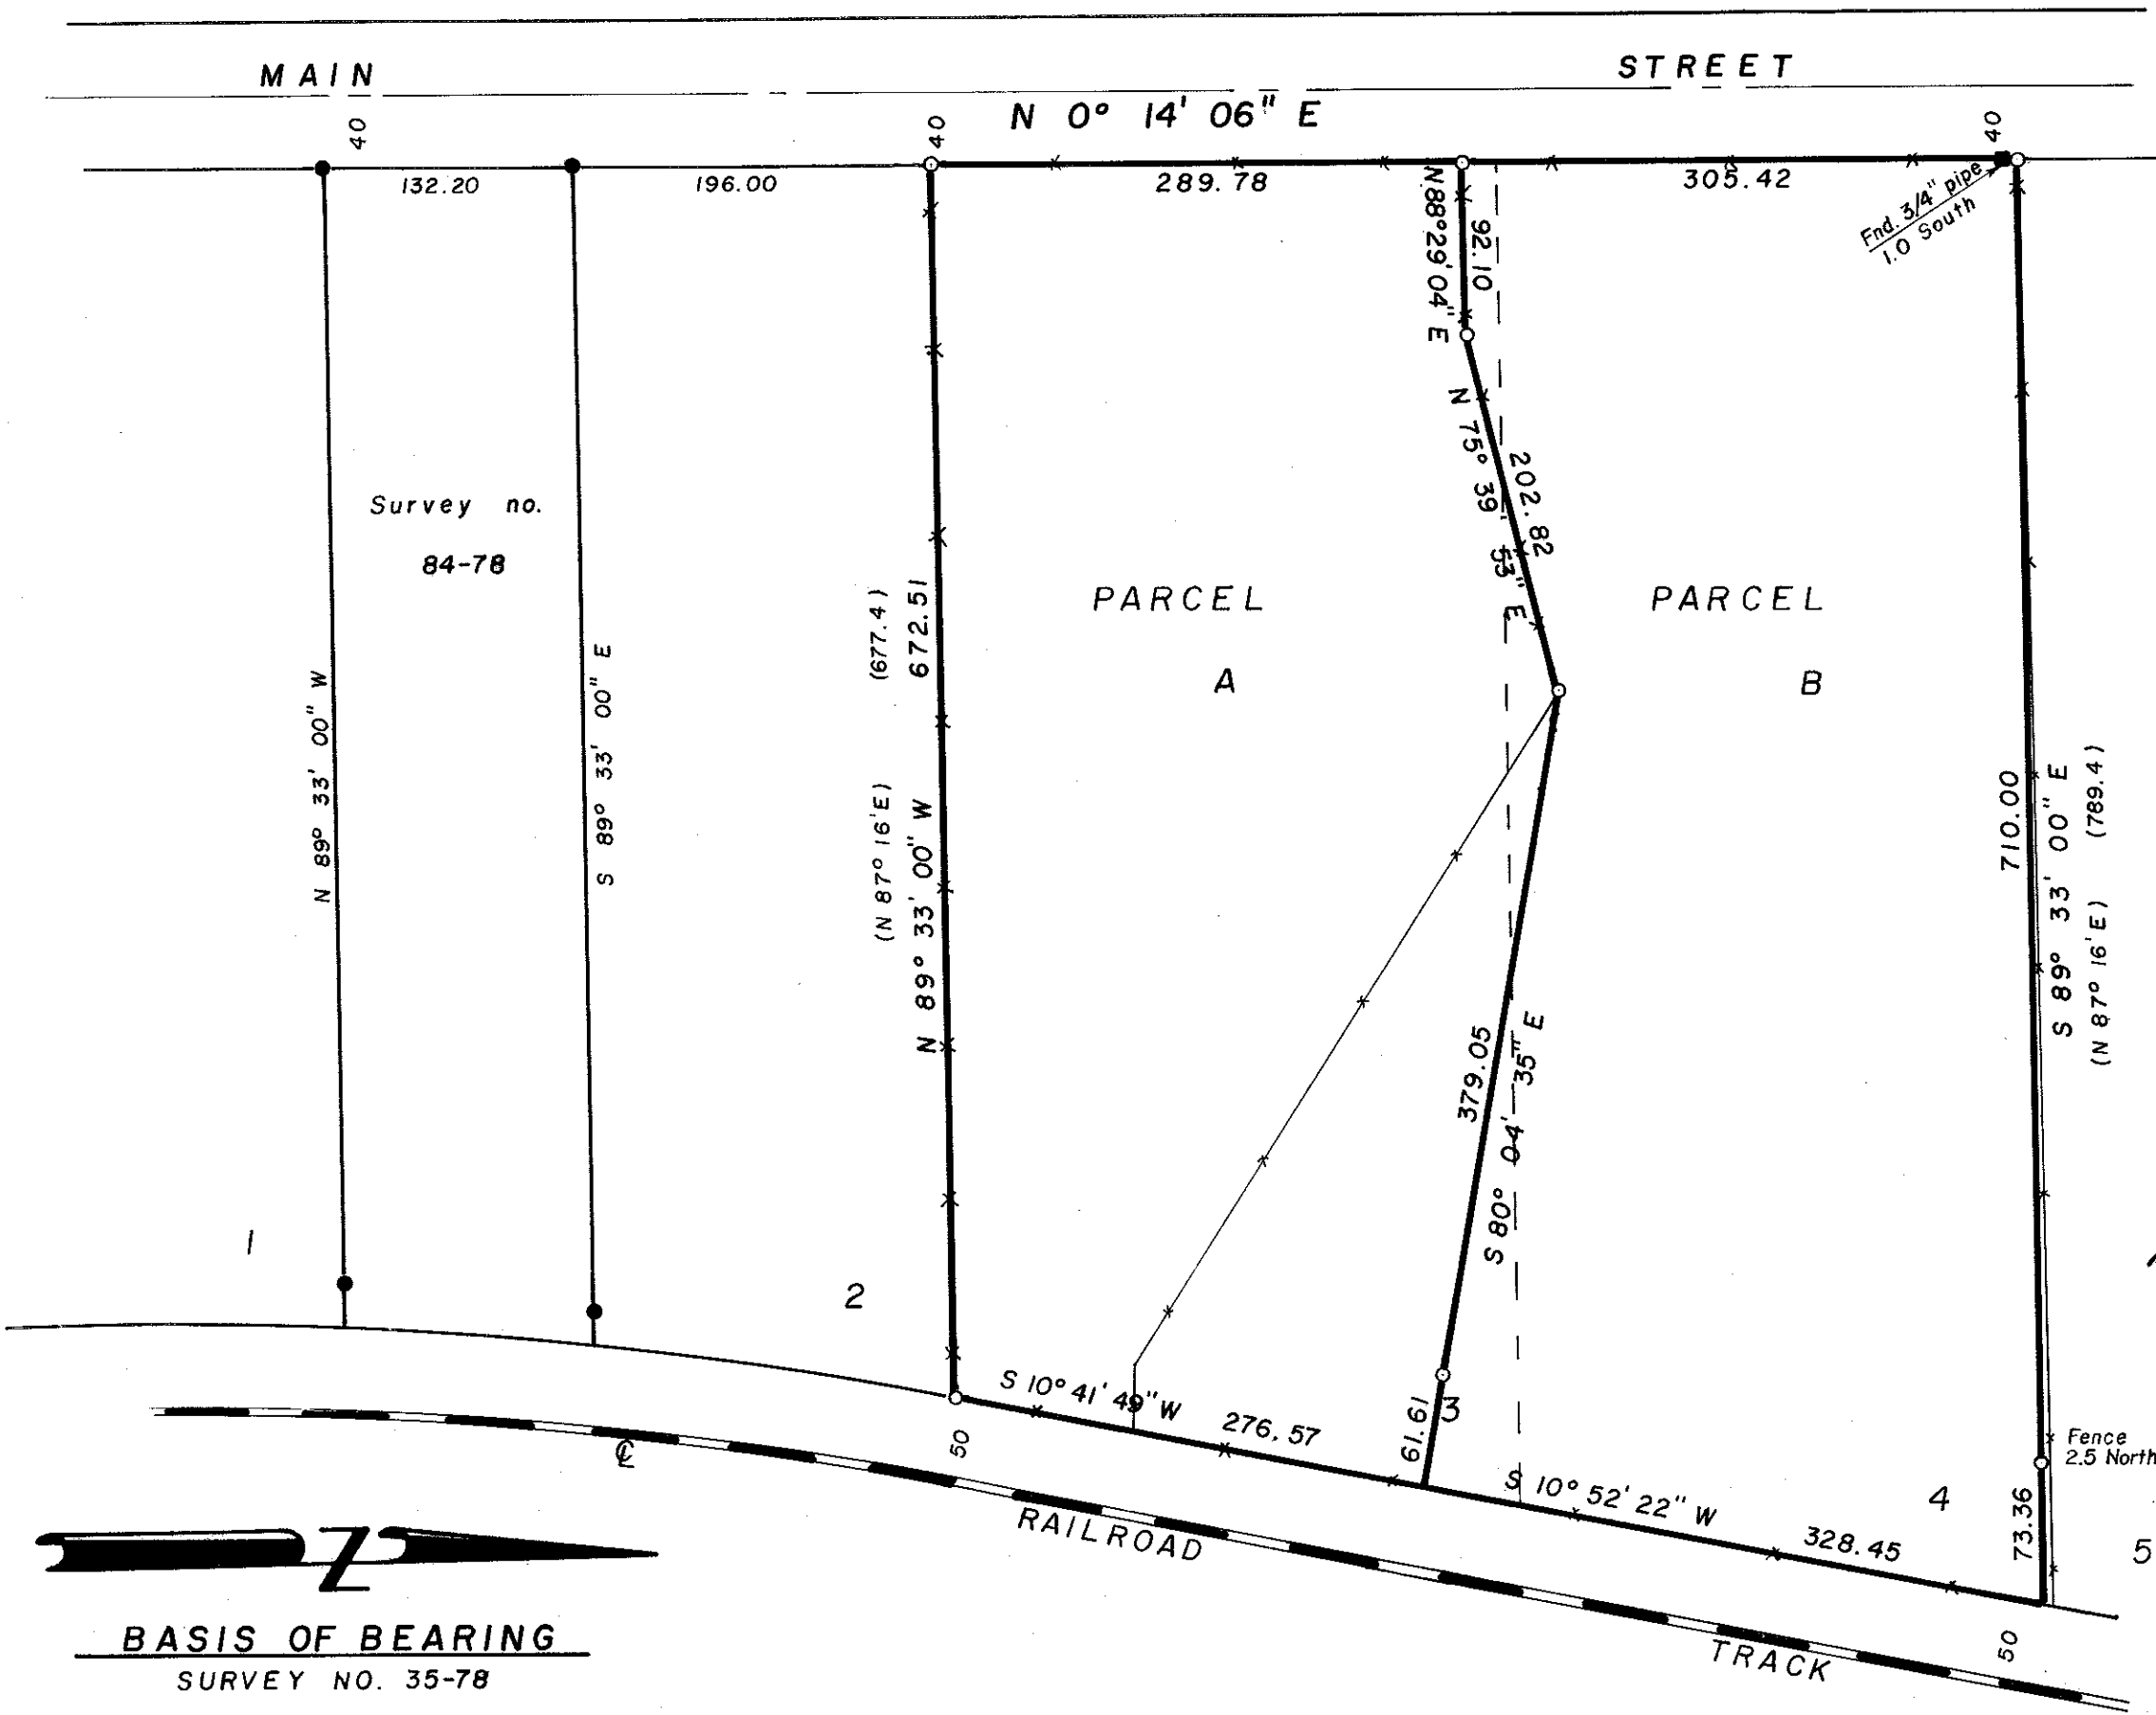 MAIN STREET
N 0° 14' 06" E
40
40
40
132.20
196.00
289.78
305.42
Fnd. 3/4" pipe
1.0 South
N 88° 29' 04" E
92.10
N 75° 39' 53" E
202.82
Survey no.
84-78
N 89° 33' 00" W
S 89° 33' 00" E
(677.4)
672.51
(N 87° 16' E)
N 89° 33' 00" W
PARCEL
A
PARCEL
B
710.00
S 89° 33' 00" E
(789.4)
(N 87° 16' E)
379.05
S 80° 04' 35" E
1
2
3
4
5
S 10° 41' 49" W
276.57
61.61
S 10° 52' 22" W
328.45
73.36
Fence
2.5 North
50
50
℄
RAILROAD TRACK
N
BASIS OF BEARING
SURVEY NO. 35-78